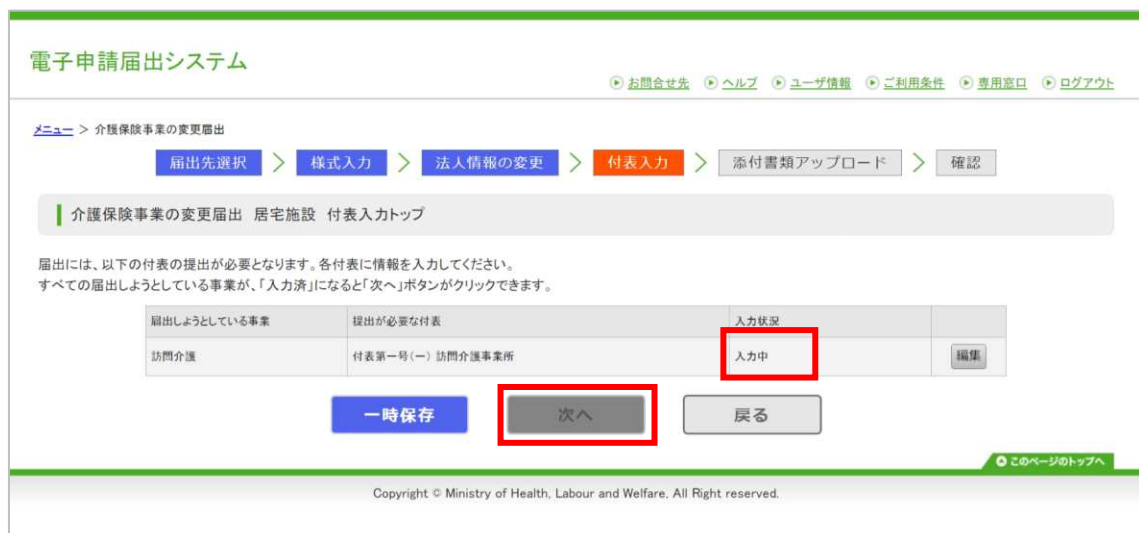 電子申請届出システム
お問合せ先 ヘルプ ユーザ情報 ご利用条件 専用窓口 ログアウト
メニュー > 介護保険事業の変更届出
届出先選択 > 様式入力 > 法人情報の変更 > 付表入力 > 添付書類アップロード > 確認
介護保険事業の変更届出 居宅施設 付表入力トップ
届出には、以下の付表の提出が必要となります。各付表に情報を入力してください。
すべての届出しようとしている事業が、「入力済」になると「次へ」ボタンがクリックできます。
届出しようとしている事業 提出が必要な付表 入力状況
訪問介護 付表第一号(一) 訪問介護事業所 入力中 編集
一時保存 次へ 戻る
このページのトップへ
Copyright © Ministry of Health, Labour and Welfare, All Right reserved.